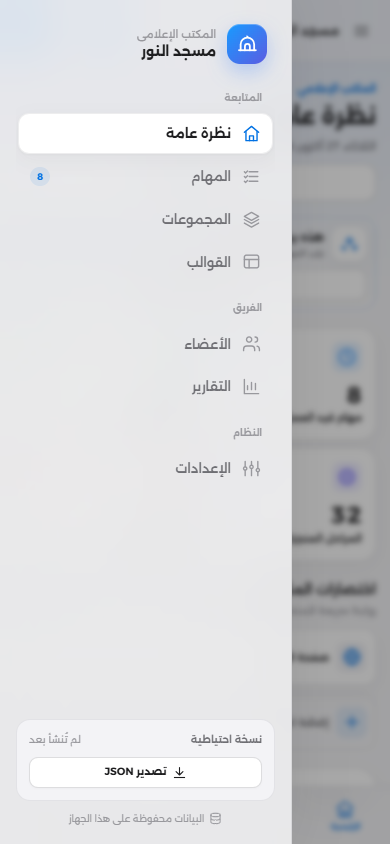 المكتب الإعلامي
مسجد النور
المتابعة
نظرة عامة
المهام
8
المجموعات
القوالب
الفريق
الأعضاء
التقارير
النظام
الإعدادات
نسخة احتياطية
لم تُنشأ بعد
تصدير JSON
البيانات محفوظة على هذا الجهاز
8
32